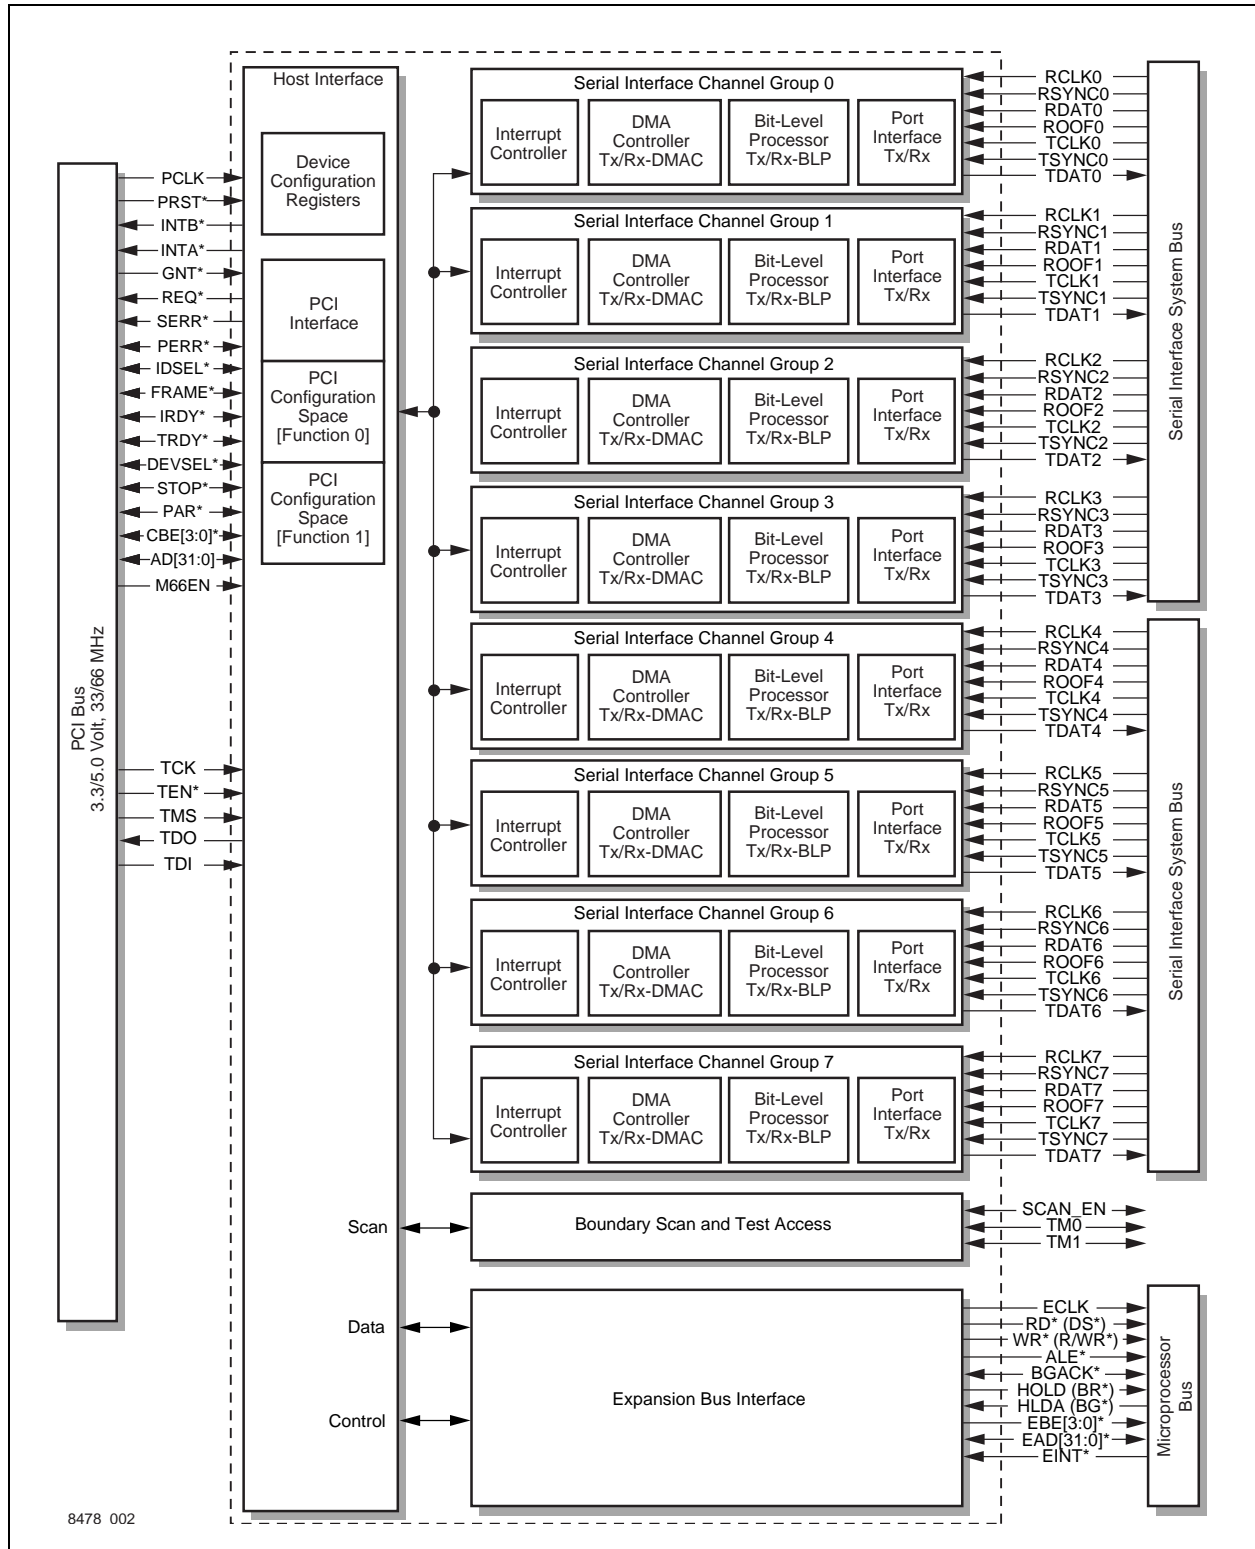 Host Interface
Device
Configuration
Registers
PCI
Interface
PCI
Configuration
Space
[Function 0]
PCI
Configuration
Space
[Function 1]
Scan
Data
Control
PCI Bus
3.3/5.0 Volt, 33/66 MHz
PCLK
PRST*
INTB*
INTA*
GNT*
REQ*
SERR*
PERR*
IDSEL*
FRAME*
IRDY*
TRDY*
DEVSEL*
STOP*
PAR*
CBE[3:0]*
AD[31:0]
M66EN
TCK
TEN*
TMS
TDO
TDI
Serial Interface Channel Group 0
Interrupt
Controller
DMA
Controller
Tx/Rx-DMAC
Bit-Level
Processor
Tx/Rx-BLP
Port
Interface
Tx/Rx
RCLK0
RSYNC0
RDAT0
ROOF0
TCLK0
TSYNC0
TDAT0
Serial Interface Channel Group 1
Interrupt
Controller
DMA
Controller
Tx/Rx-DMAC
Bit-Level
Processor
Tx/Rx-BLP
Port
Interface
Tx/Rx
RCLK1
RSYNC1
RDAT1
ROOF1
TCLK1
TSYNC1
TDAT1
Serial Interface Channel Group 2
Interrupt
Controller
DMA
Controller
Tx/Rx-DMAC
Bit-Level
Processor
Tx/Rx-BLP
Port
Interface
Tx/Rx
RCLK2
RSYNC2
RDAT2
ROOF2
TCLK2
TSYNC2
TDAT2
Serial Interface Channel Group 3
Interrupt
Controller
DMA
Controller
Tx/Rx-DMAC
Bit-Level
Processor
Tx/Rx-BLP
Port
Interface
Tx/Rx
RCLK3
RSYNC3
RDAT3
ROOF3
TCLK3
TSYNC3
TDAT3
Serial Interface System Bus
Serial Interface Channel Group 4
Interrupt
Controller
DMA
Controller
Tx/Rx-DMAC
Bit-Level
Processor
Tx/Rx-BLP
Port
Interface
Tx/Rx
RCLK4
RSYNC4
RDAT4
ROOF4
TCLK4
TSYNC4
TDAT4
Serial Interface Channel Group 5
Interrupt
Controller
DMA
Controller
Tx/Rx-DMAC
Bit-Level
Processor
Tx/Rx-BLP
Port
Interface
Tx/Rx
RCLK5
RSYNC5
RDAT5
ROOF5
TCLK5
TSYNC5
TDAT5
Serial Interface Channel Group 6
Interrupt
Controller
DMA
Controller
Tx/Rx-DMAC
Bit-Level
Processor
Tx/Rx-BLP
Port
Interface
Tx/Rx
RCLK6
RSYNC6
RDAT6
ROOF6
TCLK6
TSYNC6
TDAT6
Serial Interface Channel Group 7
Interrupt
Controller
DMA
Controller
Tx/Rx-DMAC
Bit-Level
Processor
Tx/Rx-BLP
Port
Interface
Tx/Rx
RCLK7
RSYNC7
RDAT7
ROOF7
TCLK7
TSYNC7
TDAT7
Serial Interface System Bus
Boundary Scan and Test Access
SCAN_EN
TM0
TM1
Expansion Bus Interface
ECLK
RD* (DS*)
WR* (R/WR*)
ALE*
BGACK*
HOLD (BR*)
HLDA (BG*)
EBE[3:0]*
EAD[31:0]*
EINT*
Microprocessor
Bus
8478_002